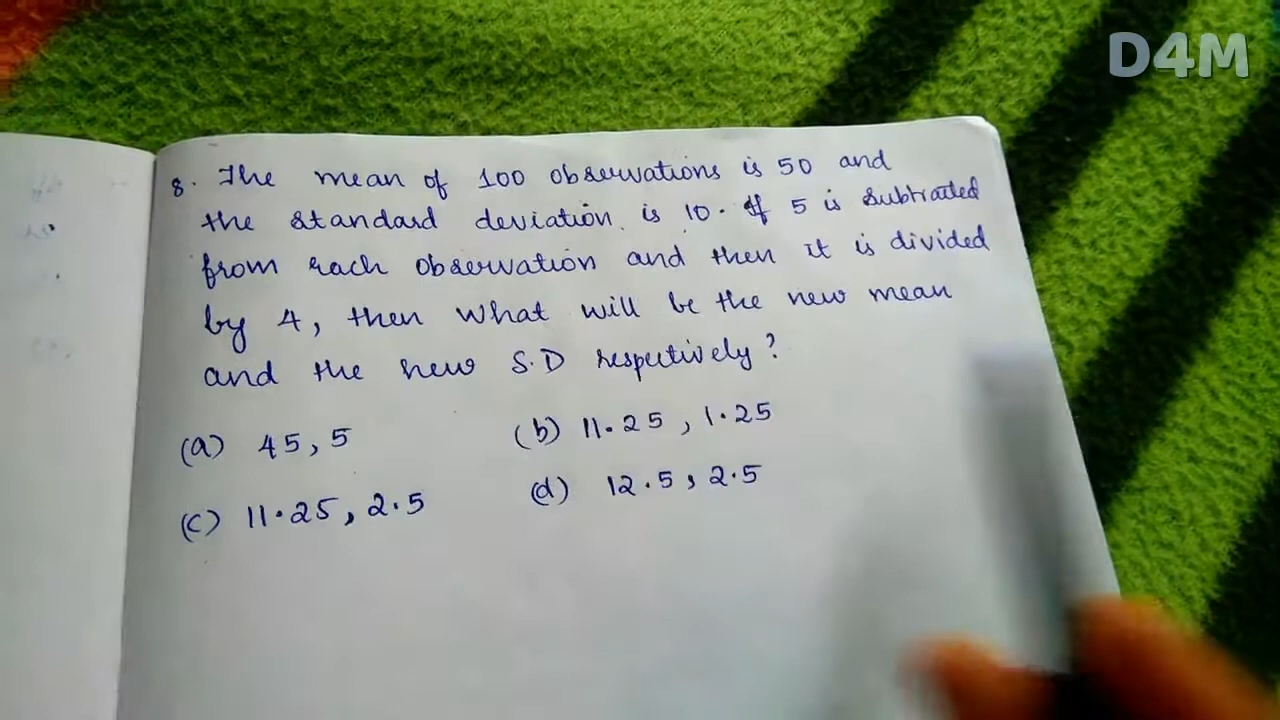 D4M
8. The mean of 100 observations is 50 and
the standard deviation is 10. If 5 is subtracted
from each observation and then it is divided
by 4, then what will be the new mean
and the new S.D respectively?
(a) 45, 5 (b) 11.25, 1.25
(c) 11.25, 2.5 (d) 12.5, 2.5